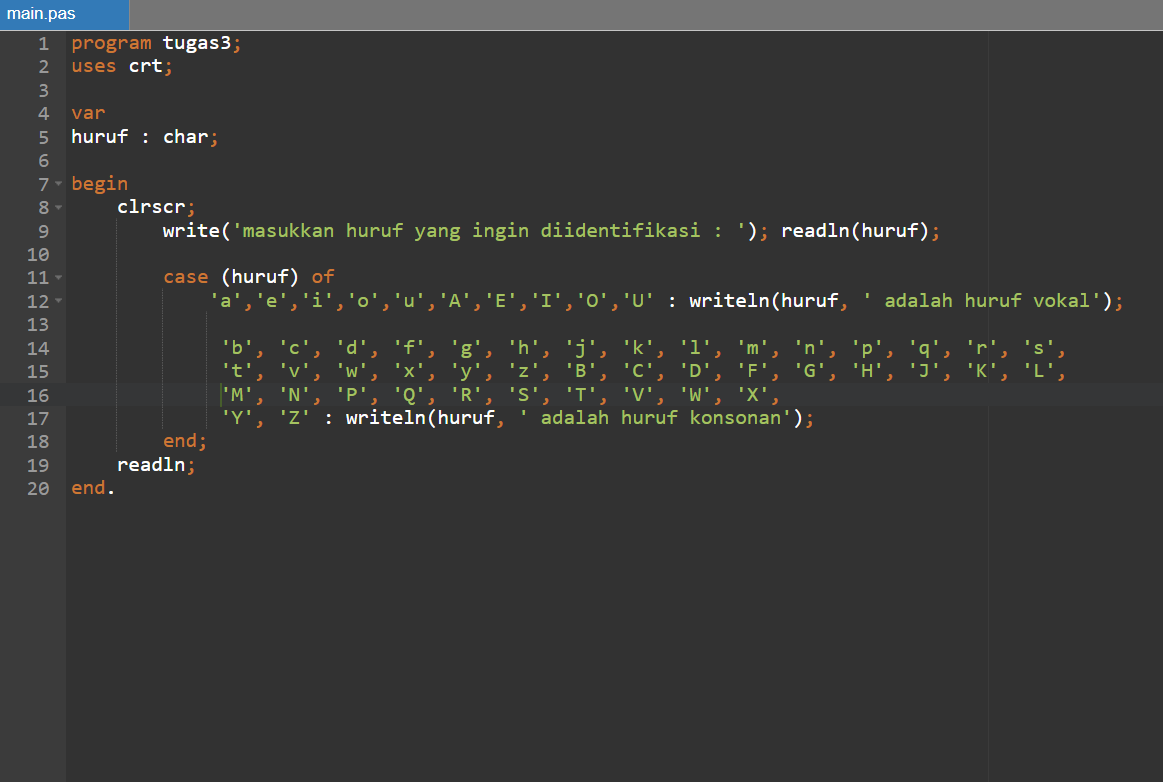 main.pas
1 program tugas3;
2 uses crt;
3
4 var
5 huruf : char;
6
7 begin
8 clrscr;
9 write('masukkan huruf yang ingin diidentifikasi : '); readln(huruf);
10
11 case (huruf) of
12 'a','e','i','o','u','A','E','I','O','U' : writeln(huruf, ' adalah huruf vokal');
13
14 'b', 'c', 'd', 'f', 'g', 'h', 'j', 'k', 'l', 'm', 'n', 'p', 'q', 'r', 's',
15 't', 'v', 'w', 'x', 'y', 'z', 'B', 'C', 'D', 'F', 'G', 'H', 'J', 'K', 'L',
16 'M', 'N', 'P', 'Q', 'R', 'S', 'T', 'V', 'W', 'X',
17 'Y', 'Z' : writeln(huruf, ' adalah huruf konsonan');
18 end;
19 readln;
20 end.